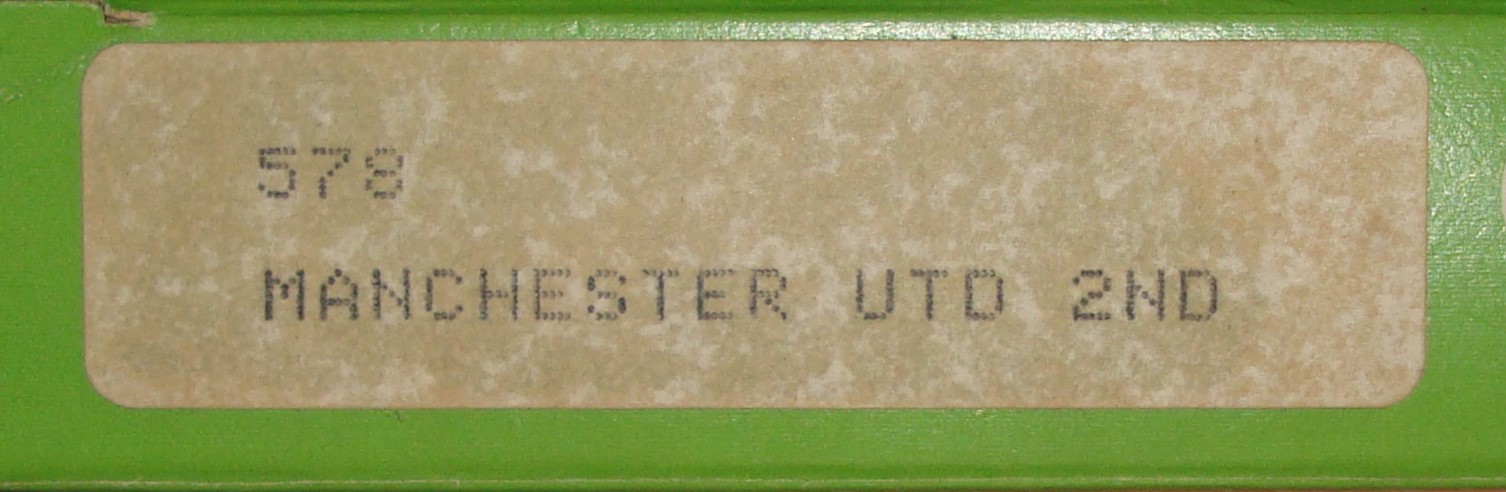 578
MANCHESTER UTD 2ND